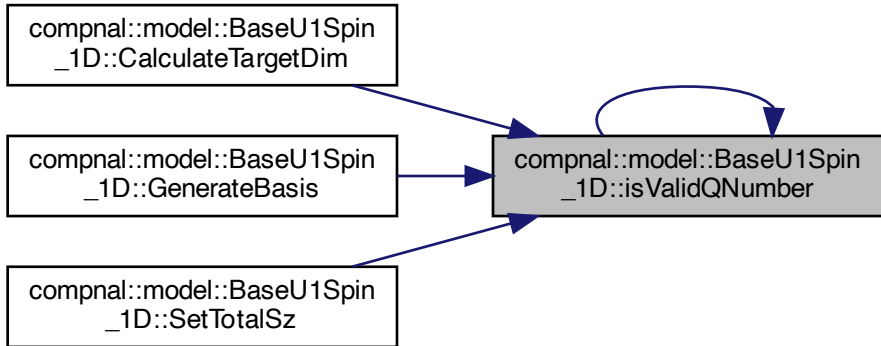 compnal::model::BaseU1Spin
_1D::CalculateTargetDim
compnal::model::BaseU1Spin
_1D::GenerateBasis
compnal::model::BaseU1Spin
_1D::SetTotalSz
compnal::model::BaseU1Spin
_1D::isValidQNumber